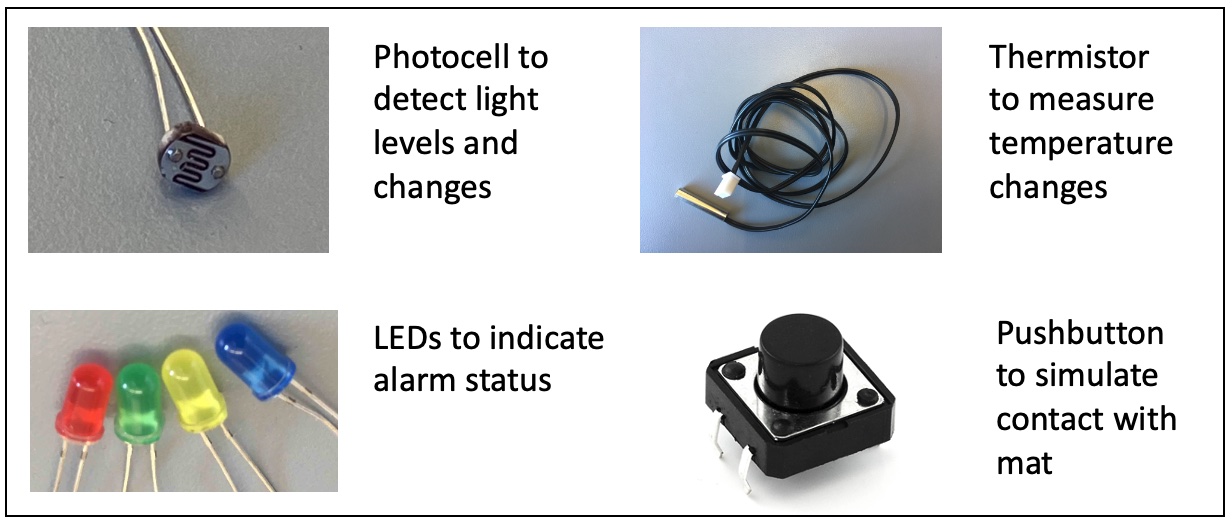 Photocell to
detect light
levels and
changes
Thermistor
to measure
temperature
changes
LEDs to indicate
alarm status
Pushbutton
to simulate
contact with
mat